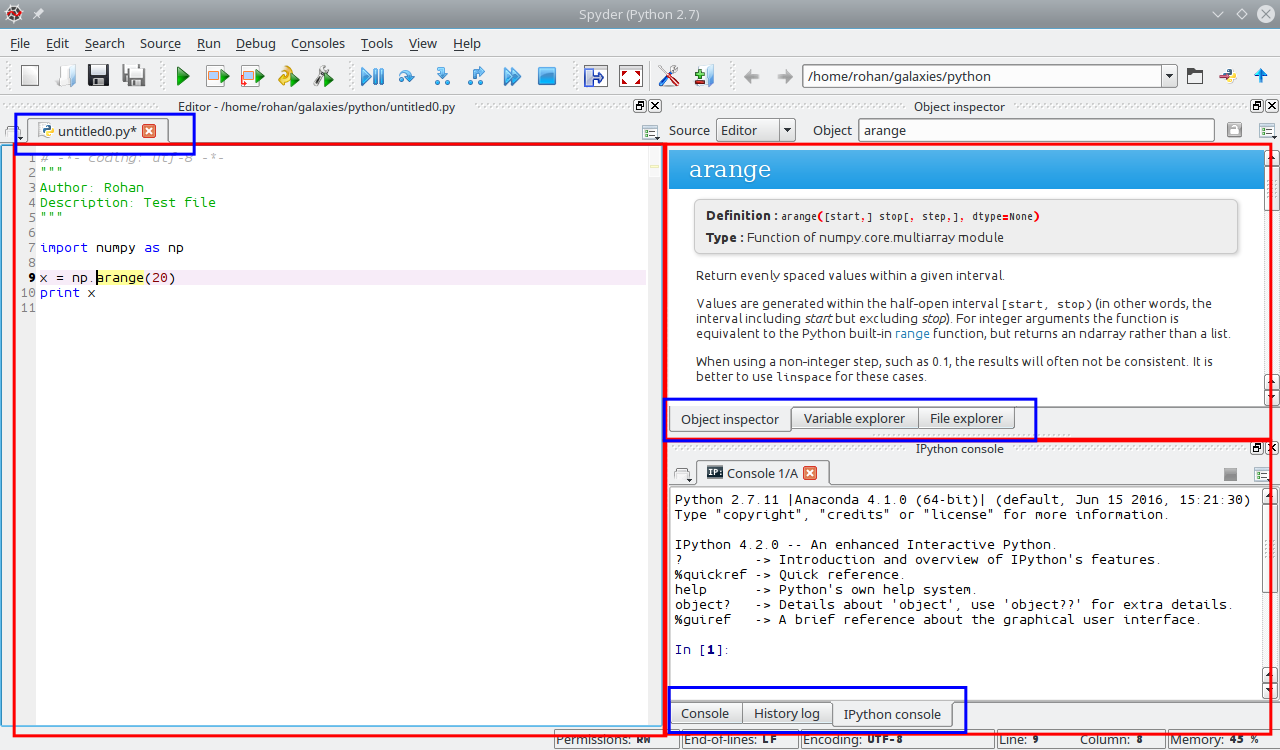 Spyder (Python 2.7)
File Edit Search Source Run Debug Consoles Tools View Help
/home/rohan/galaxies/python
Editor - /home/rohan/galaxies/python/untitled0.py
untitled0.py*
1 # -*- coding: utf-8 -*-
2 """
3 Author: Rohan
4 Description: Test file
5 """
6
7 import numpy as np
8
9 x = np.arange(20)
10 print x
11
Object inspector
Source Editor Object arange
arange
Definition : arange([start,] stop[, step,], dtype=None)
Type : Function of numpy.core.multiarray module
Return evenly spaced values within a given interval.
Values are generated within the half-open interval [start, stop) (in other words, the
interval including start but excluding stop). For integer arguments the function is
equivalent to the Python built-in range function, but returns an ndarray rather than a list.
When using a non-integer step, such as 0.1, the results will often not be consistent. It is
better to use linspace for these cases.
Object inspector Variable explorer File explorer
IPython console
IP: Console 1/A
Python 2.7.11 |Anaconda 4.1.0 (64-bit)| (default, Jun 15 2016, 15:21:30)
Type "copyright", "credits" or "license" for more information.
IPython 4.2.0 -- An enhanced Interactive Python.
? -> Introduction and overview of IPython's features.
%quickref -> Quick reference.
help -> Python's own help system.
object? -> Details about 'object', use 'object??' for extra details.
%guiref -> A brief reference about the graphical user interface.
In [1]:
Console History log IPython console
Permissions: RW End-of-lines: LF Encoding: UTF-8 Line: 9 Column: 8 Memory: 45 %